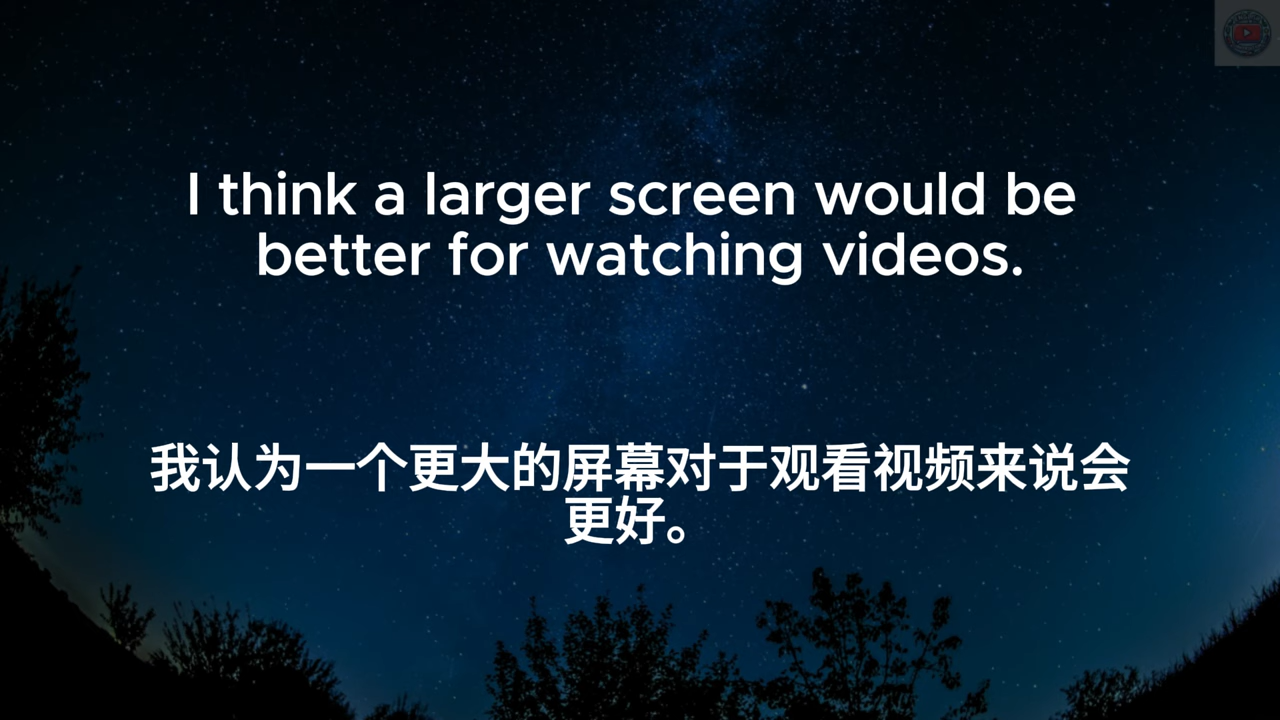 I think a larger screen would be
better for watching videos.
我认为一个更大的屏幕对于观看视频来说会
更好。